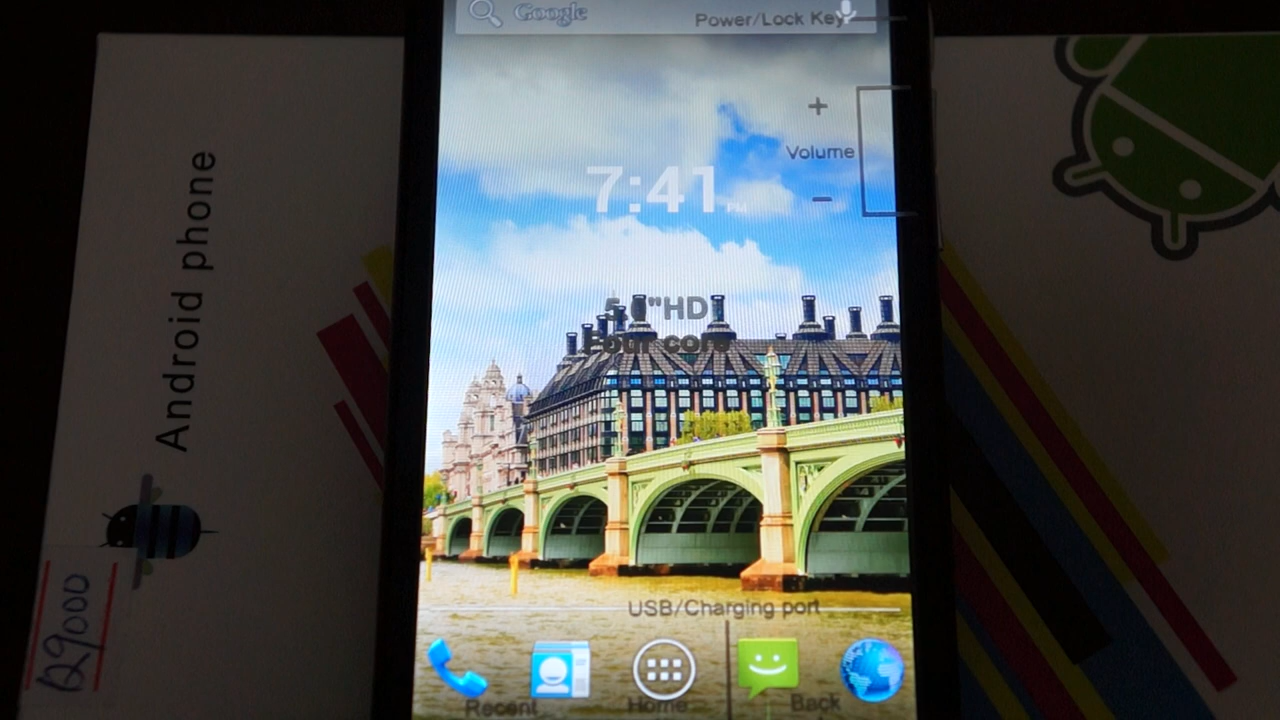 Google
Power/Lock Key
+
Volume
-
7:41 PM
5.0"HD
Four core
USB/Charging port
Recent
Home
Back
Android phone
129000